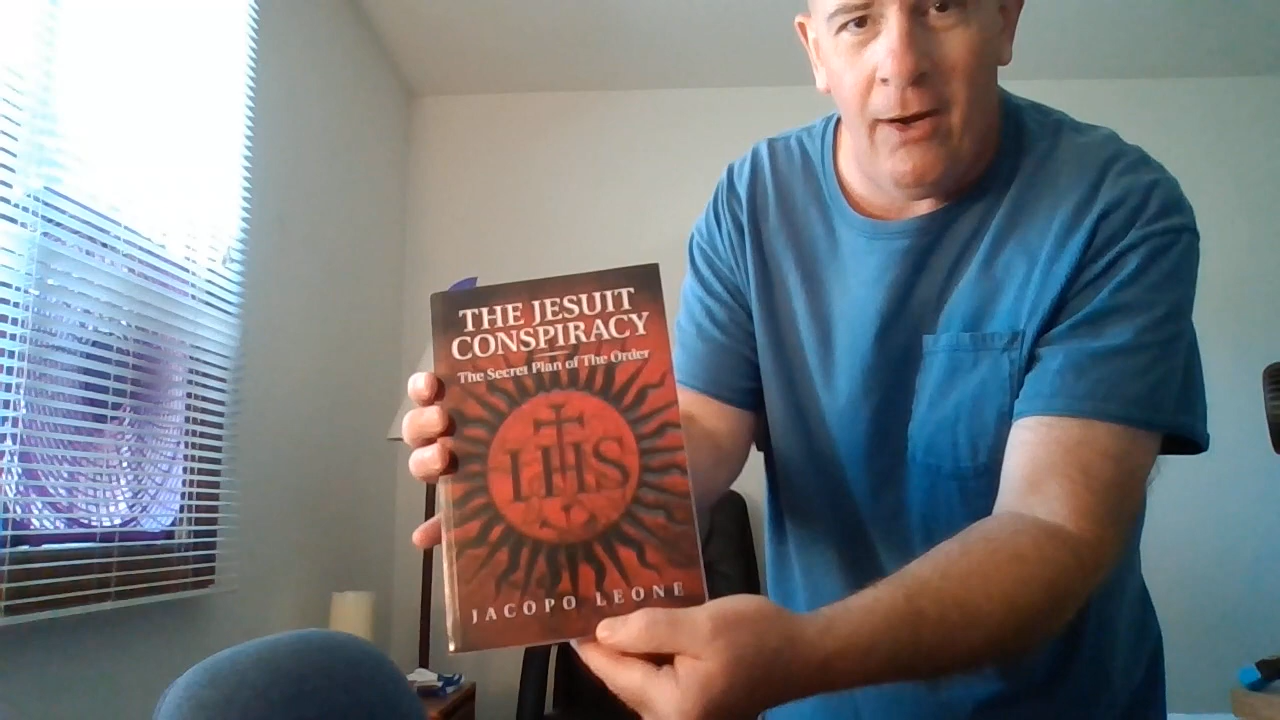 THE JESUIT
CONSPIRACY
The Secret Plan of The Order
IHS
JACOPO LEONE